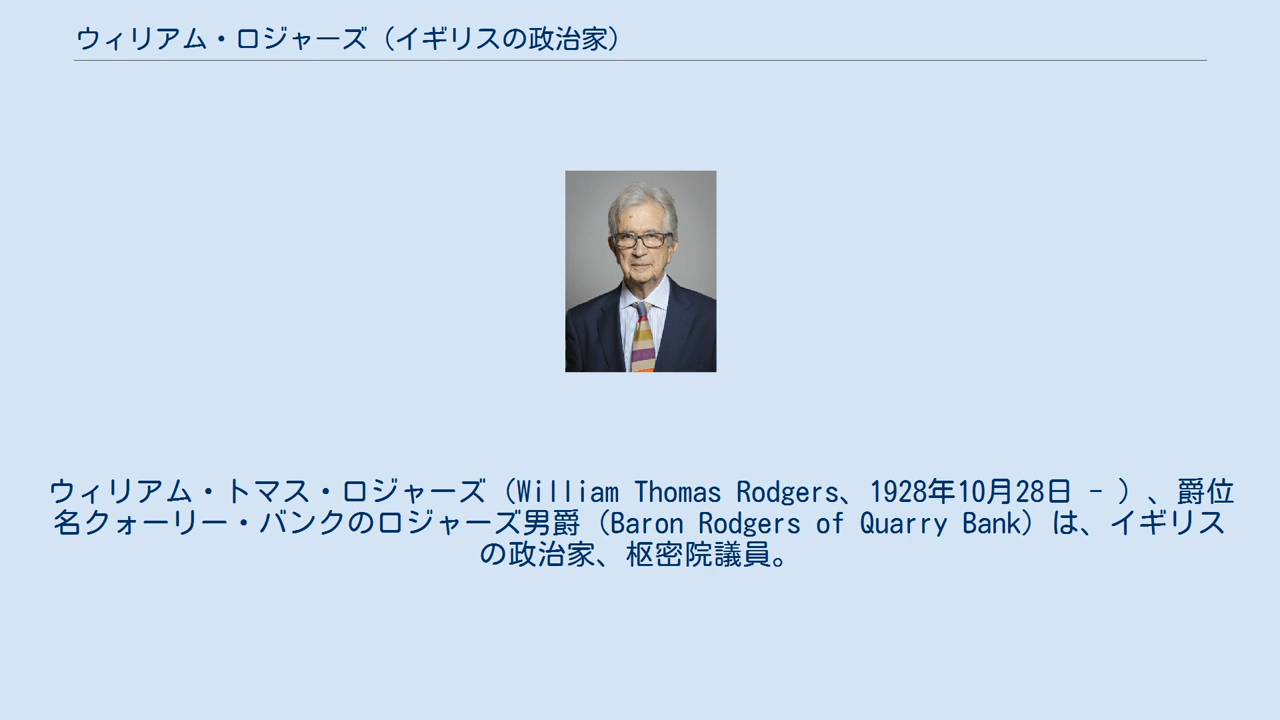 ウィリアム・ロジャーズ（イギリスの政治家）
ウィリアム・トマス・ロジャーズ（William Thomas Rodgers、1928年10月28日 - ）、爵位
名クォーリー・バンクのロジャーズ男爵（Baron Rodgers of Quarry Bank）は、イギリス
の政治家、枢密院議員。